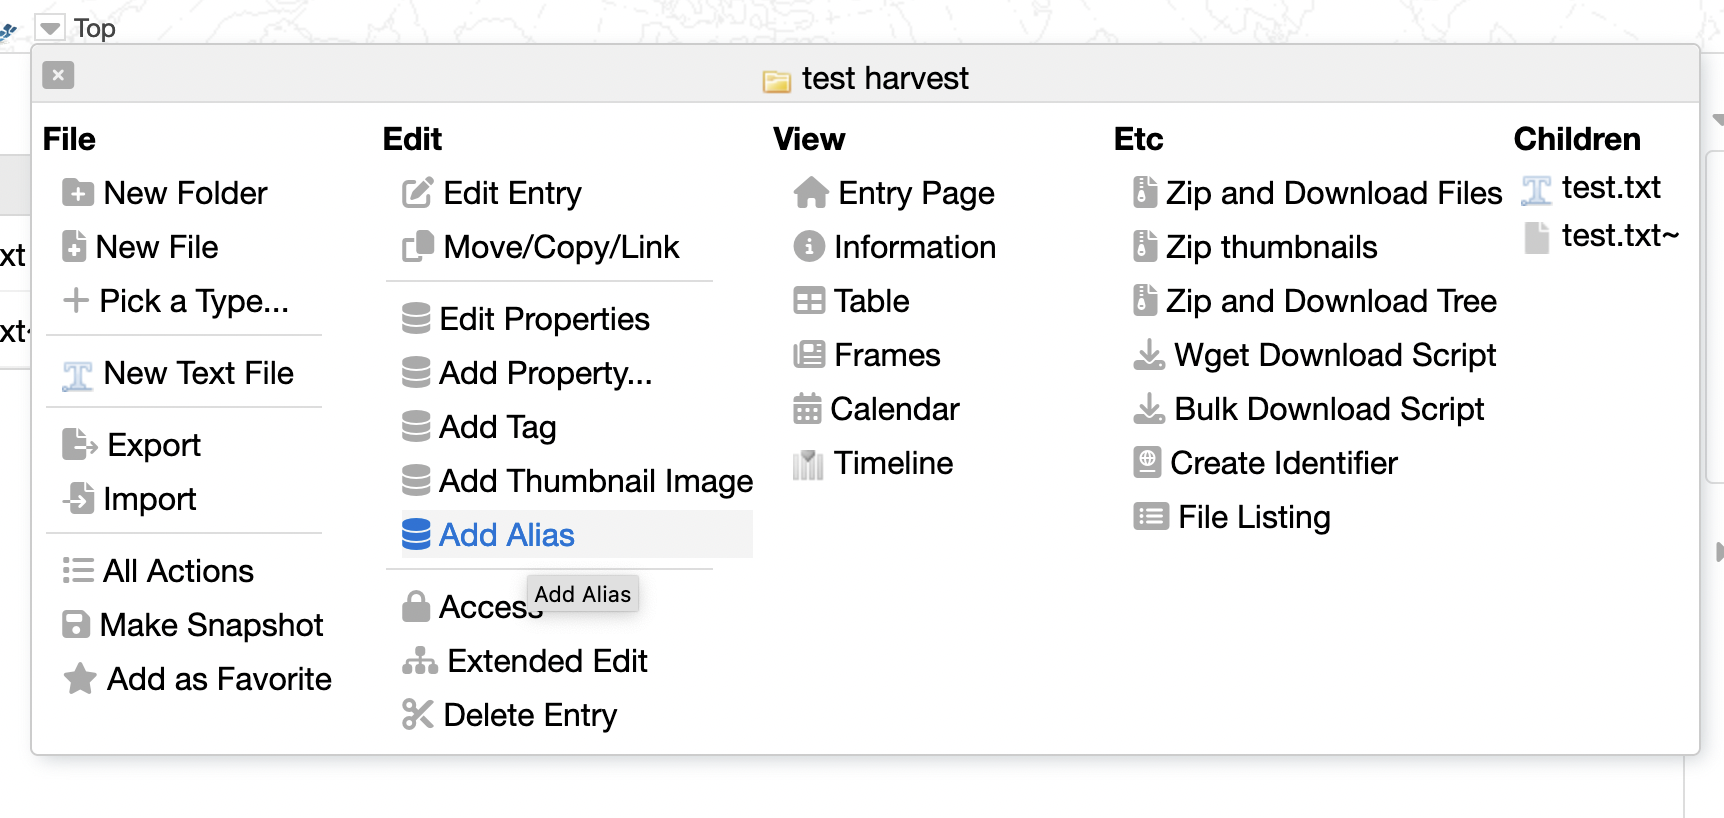 Top
test harvest
File
New Folder
New File
Pick a Type...
New Text File
Export
Import
All Actions
Make Snapshot
Add as Favorite
Edit
Edit Entry
Move/Copy/Link
Edit Properties
Add Property...
Add Tag
Add Thumbnail Image
Add Alias
Add Alias
Access
Extended Edit
Delete Entry
View
Entry Page
Information
Table
Frames
Calendar
Timeline
Etc
Zip and Download Files
Zip thumbnails
Zip and Download Tree
Wget Download Script
Bulk Download Script
Create Identifier
File Listing
Children
test.txt
test.txt~
xt
xt~